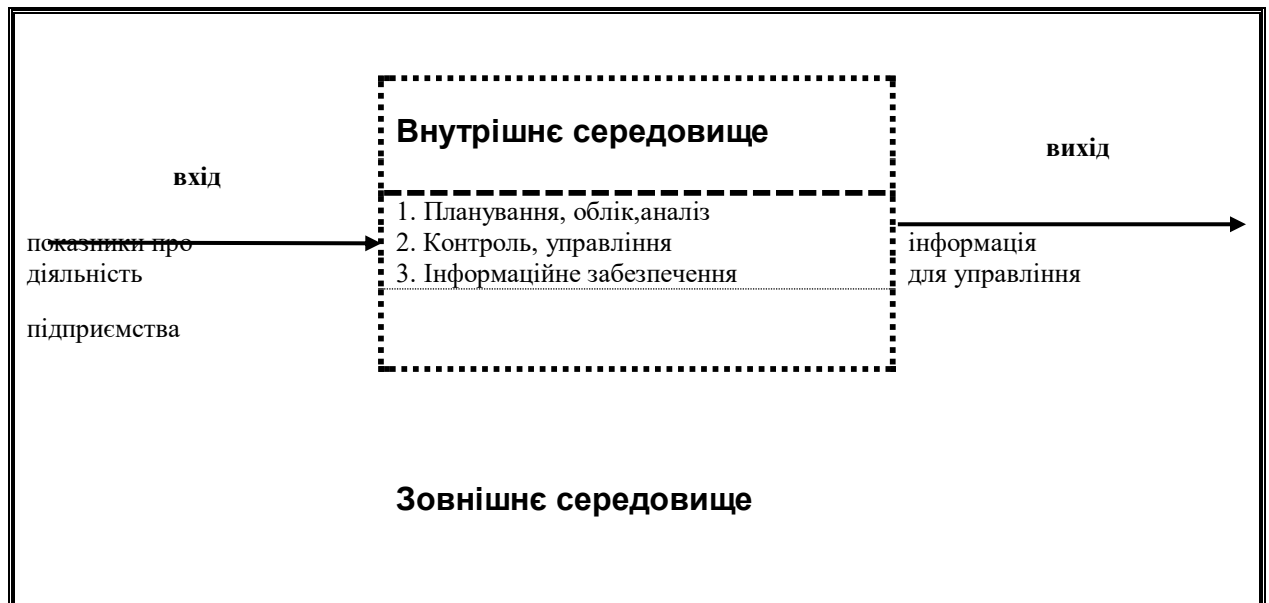 Внутрішнє середовище
вихід
вхід
1. Планування, облік,аналіз
2. Контроль, управління
3. Інформаційне забезпечення
показники про
діяльність
підприємства
інформація
для управління
Зовнішнє середовище